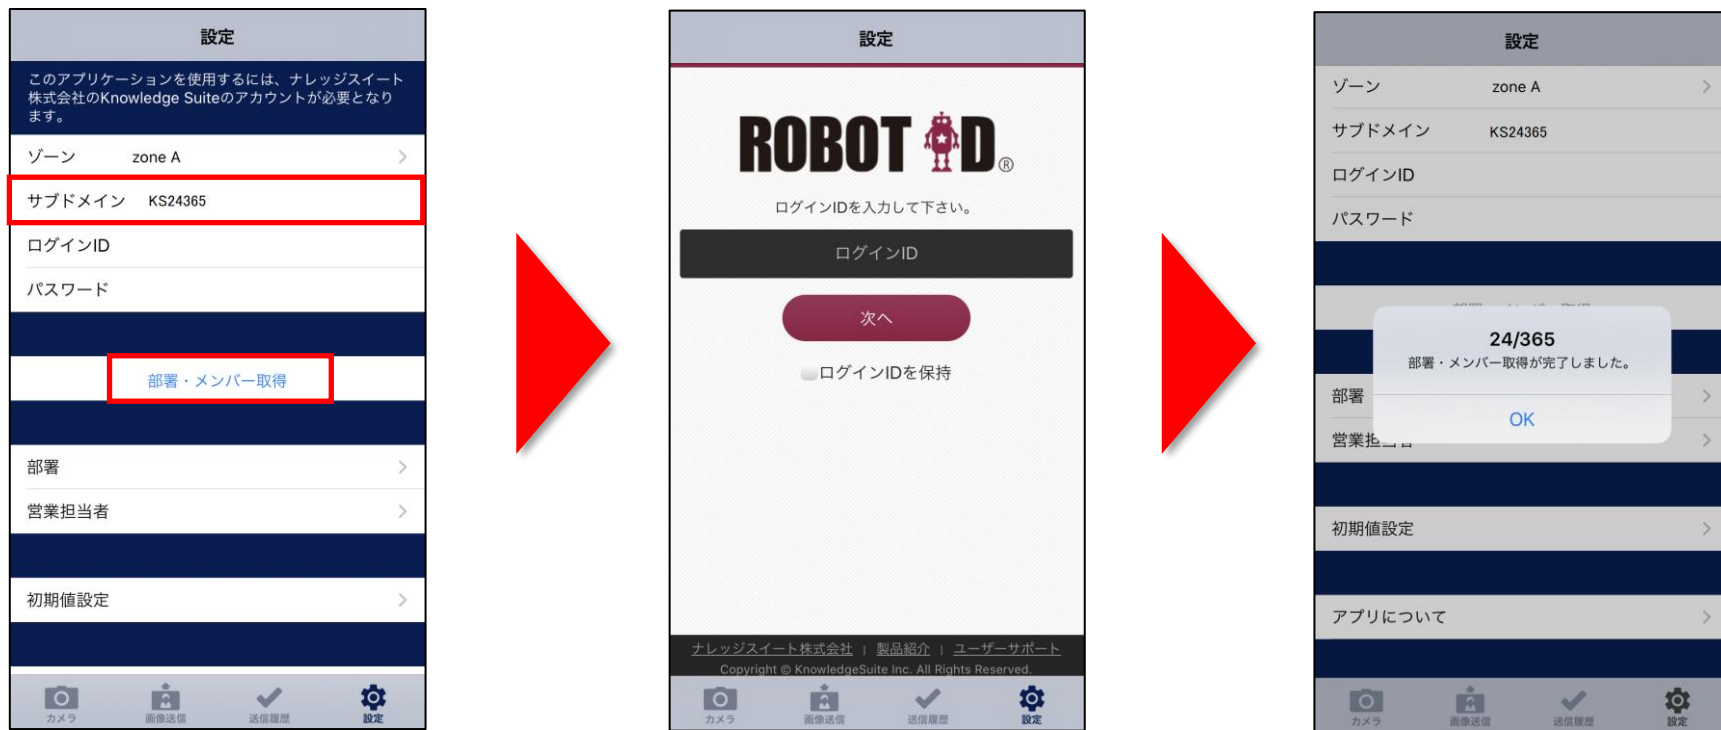 設定
このアプリケーションを使用するには、ナレッジスイート
株式会社のKnowledge Suiteのアカウントが必要となり
ます。
ゾーン zone A
サブドメイン KS24365
ログインID
パスワード
部署・メンバー取得
部署
営業担当者
初期値設定
カメラ 画像送信 送信履歴 設定
設定
ROBOT ID®
ログインIDを入力して下さい。
ログインID
次へ
ログインIDを保持
ナレッジスイート株式会社 | 製品紹介 | ユーザーサポート
Copyright © KnowledgeSuite Inc. All Rights Reserved.
カメラ 画像送信 送信履歴 設定
設定
ゾーン zone A
サブドメイン KS24365
ログインID
パスワード
24/365
部署・メンバー取得が完了しました。
OK
部署
営業担当者
初期値設定
アプリについて
カメラ 画像送信 送信履歴 設定